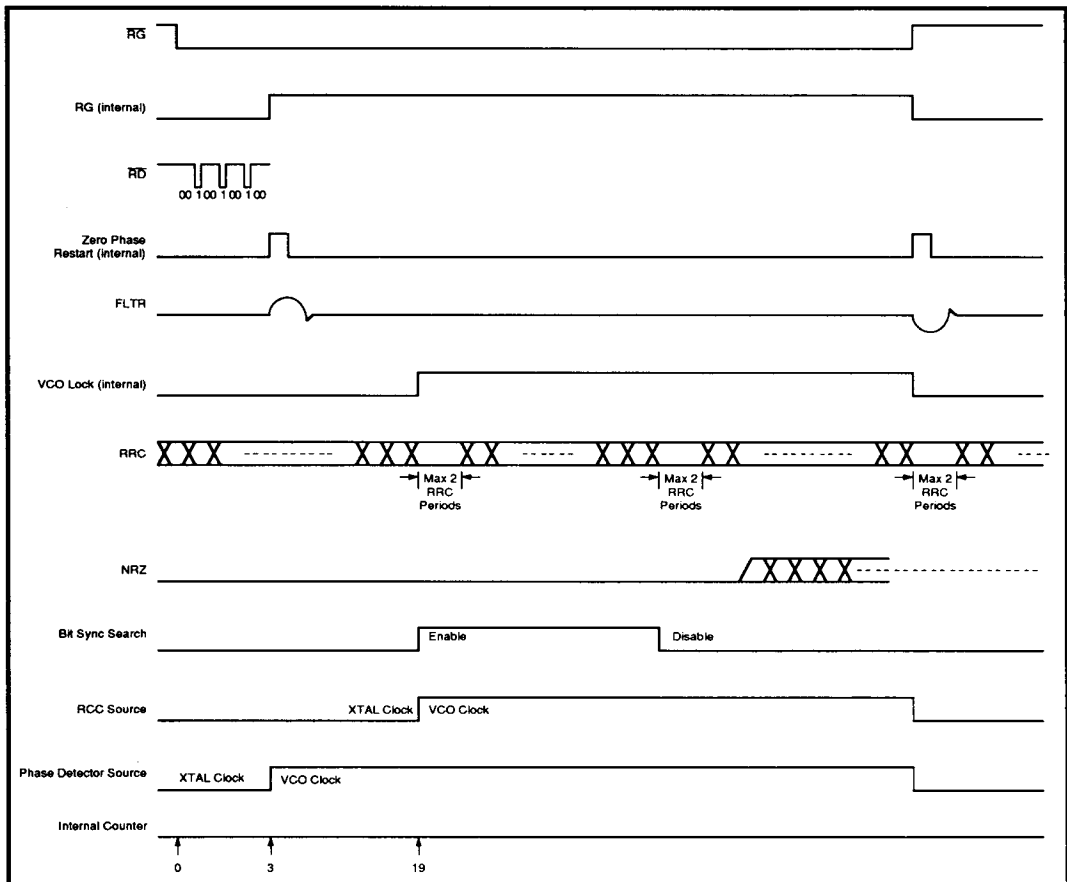 RG
RG (internal)
RD
00 1 00 1 00 1 00
Zero Phase
Restart (internal)
FLTR
VCO Lock (internal)
RRC
Max 2
RRC
Periods
Max 2
RRC
Periods
Max 2
RRC
Periods
NRZ
Bit Sync Search
Enable
Disable
RCC Source
XTAL Clock
VCO Clock
Phase Detector Source
XTAL Clock
VCO Clock
Internal Counter
0
3
19